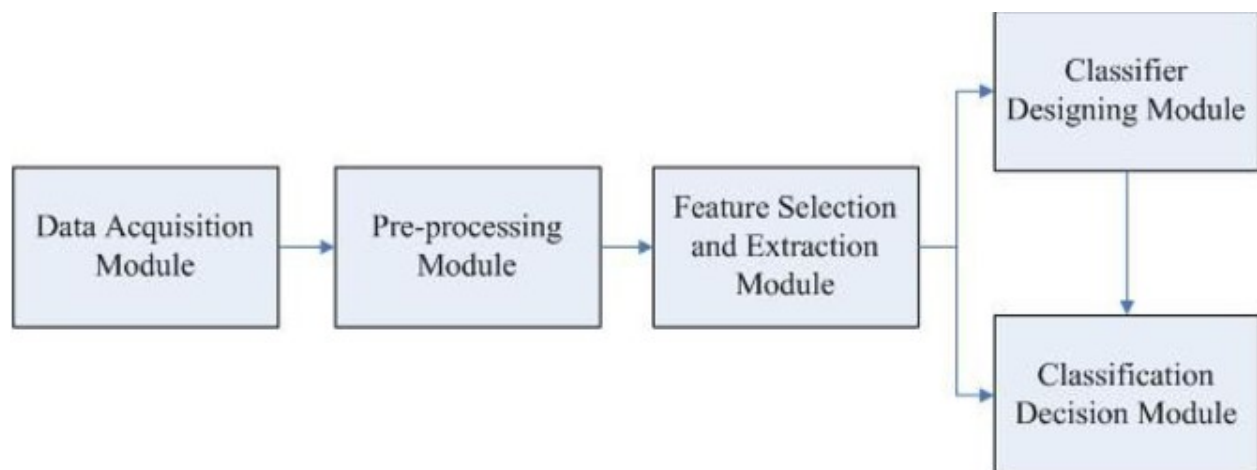 Data Acquisition
Module
Pre-processing
Module
Feature Selection
and Extraction
Module
Classifier
Designing Module
Classification
Decision Module